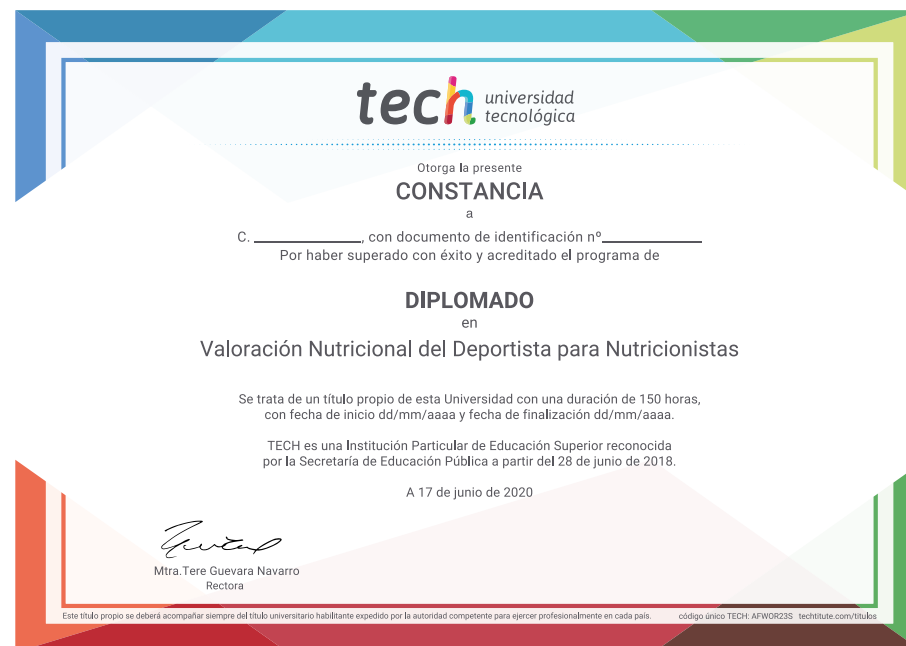 tech universidad
tecnológica
Otorga la presente
CONSTANCIA
a
C. ____________, con documento de identificación nº___________
Por haber superado con éxito y acreditado el programa de
DIPLOMADO
en
Valoración Nutricional del Deportista para Nutricionistas
Se trata de un título propio de esta Universidad con una duración de 150 horas,
con fecha de inicio dd/mm/aaaa y fecha de finalización dd/mm/aaaa.
TECH es una Institución Particular de Educación Superior reconocida
por la Secretaría de Educación Pública a partir del 28 de junio de 2018.
A 17 de junio de 2020
Mtra.Tere Guevara Navarro
Rectora
Este título propio se deberá acompañar siempre del título universitario habilitante expedido por la autoridad competente para ejercer profesionalmente en cada país. código único TECH: AFWOR23S techtitute.com/titulos